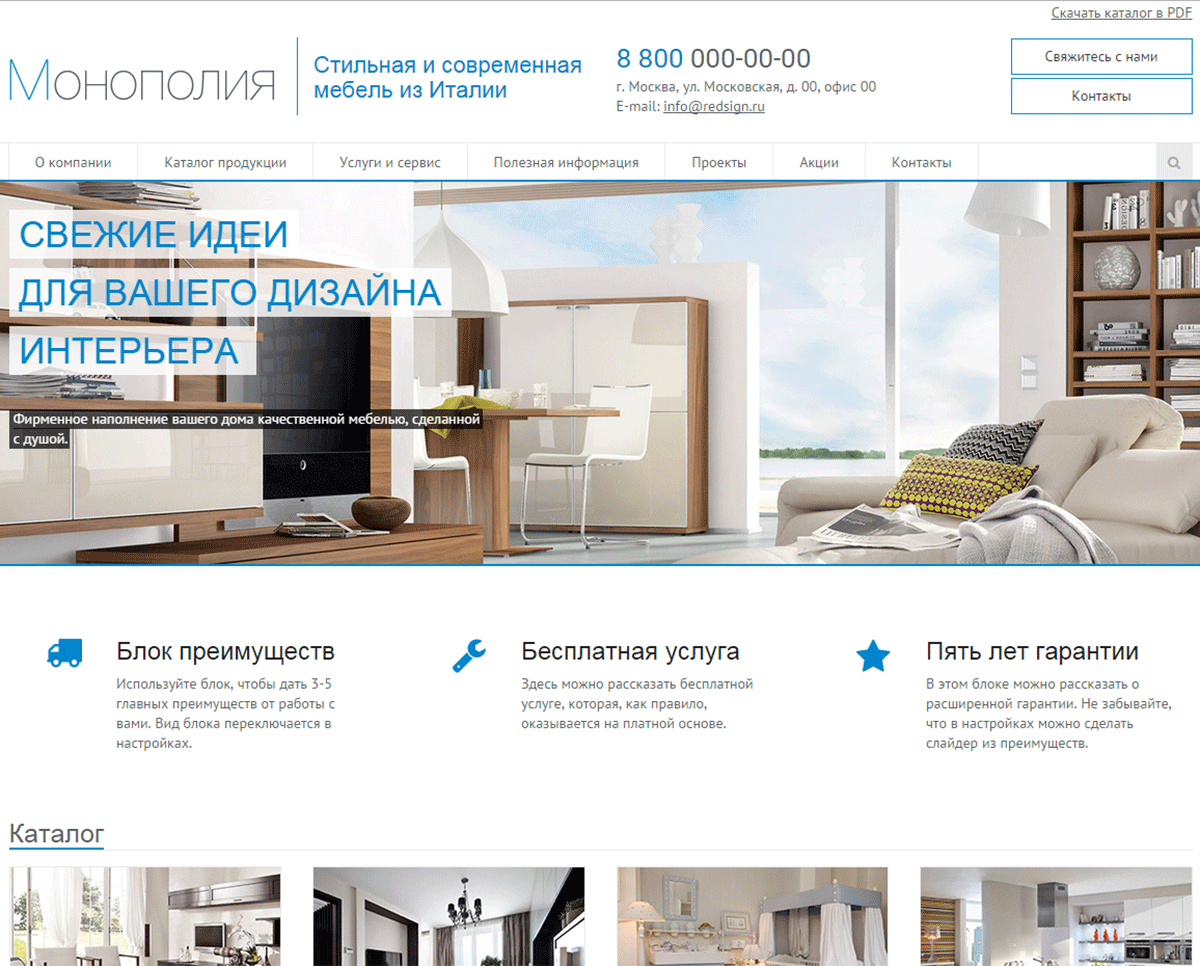 Скачать каталог в PDF
Монополия
Стильная и современная
мебель из Италии
8 800 000-00-00
г. Москва, ул. Московская, д. 00, офис 00
E-mail: info@redsign.ru
Свяжитесь с нами
Контакты
О компании
Каталог продукции
Услуги и сервис
Полезная информация
Проекты
Акции
Контакты
СВЕЖИЕ ИДЕИ
ДЛЯ ВАШЕГО ДИЗАЙНА
ИНТЕРЬЕРА
Фирменное наполнение вашего дома качественной мебелью, сделанной
с душой.
Блок преимуществ
Используйте блок, чтобы дать 3-5
главных преимуществ от работы с
вами. Вид блока переключается в
настройках.
Бесплатная услуга
Здесь можно рассказать бесплатной
услуге, которая, как правило,
оказывается на платной основе.
Пять лет гарантии
В этом блоке можно рассказать о
расширенной гарантии. Не забывайте,
что в настройках можно сделать
слайдер из преимуществ.
Каталог